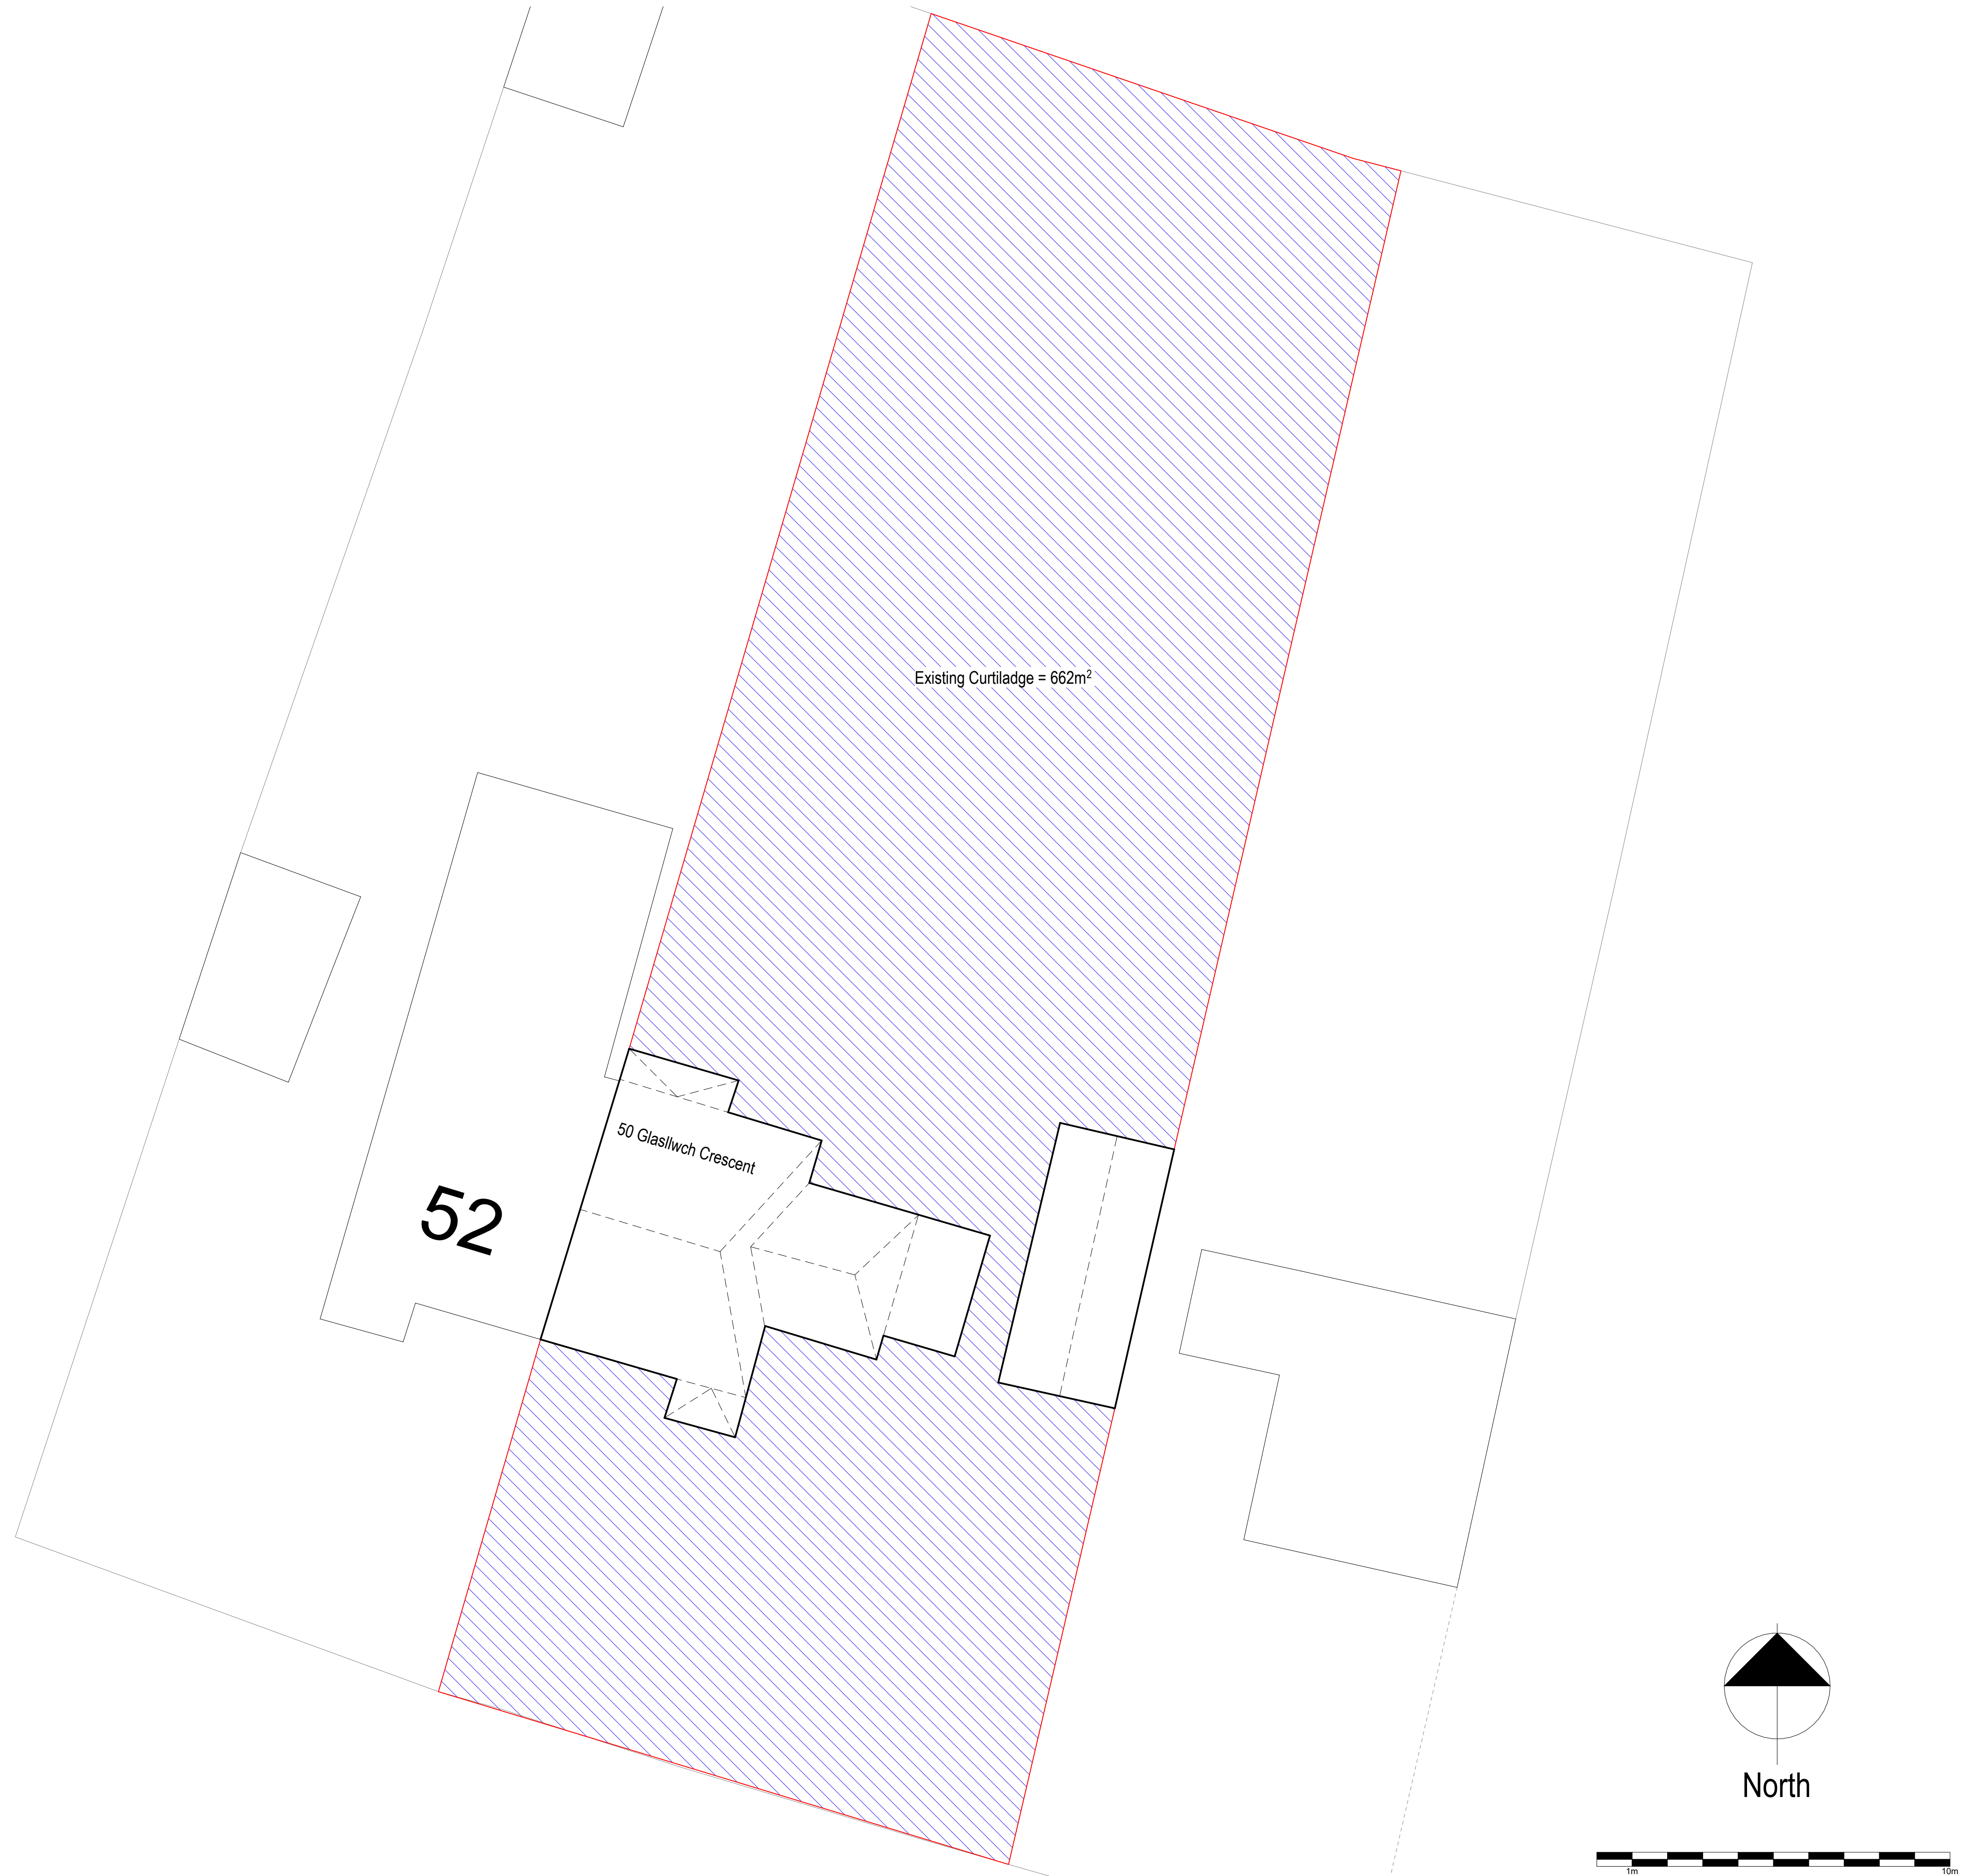 Existing Curtiladge = 662m²
50 Glasllwch Crescent
52
North
1m 10m